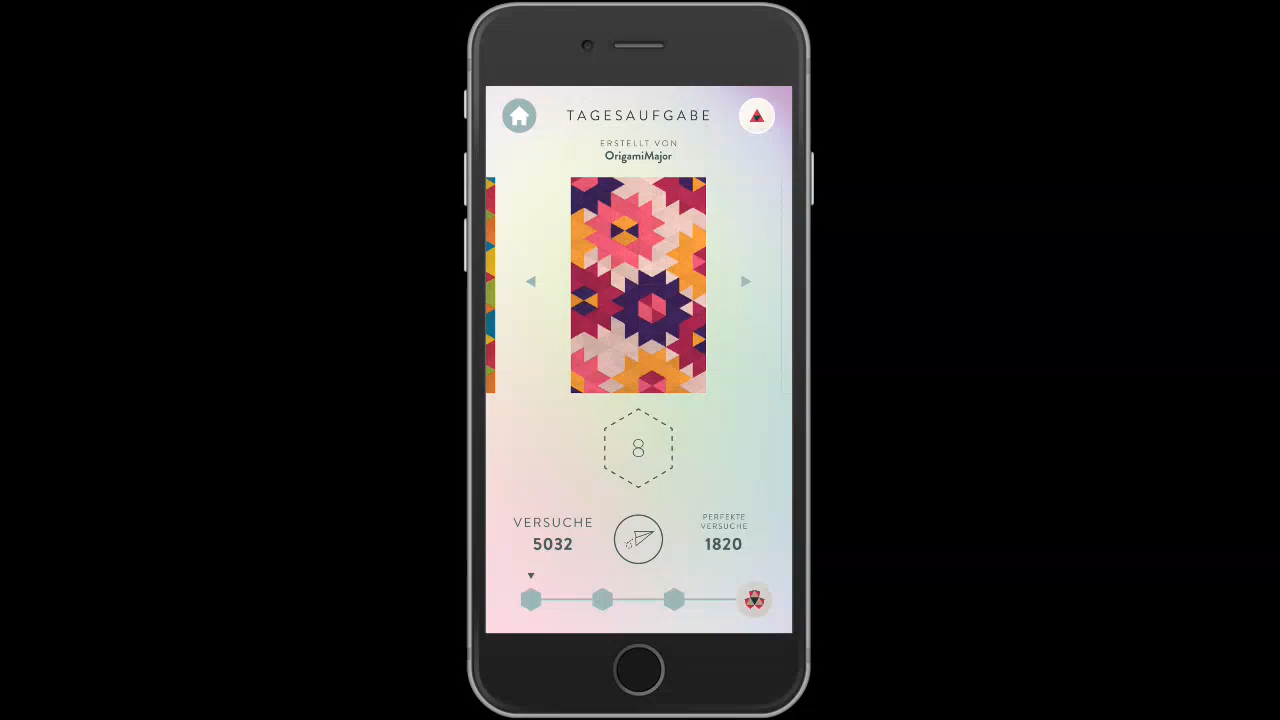 TAGESAUFGABE
ERSTELLT VON
OrigamiMajor
8
VERSUCHE
5032
PERFEKTE
VERSUCHE
1820